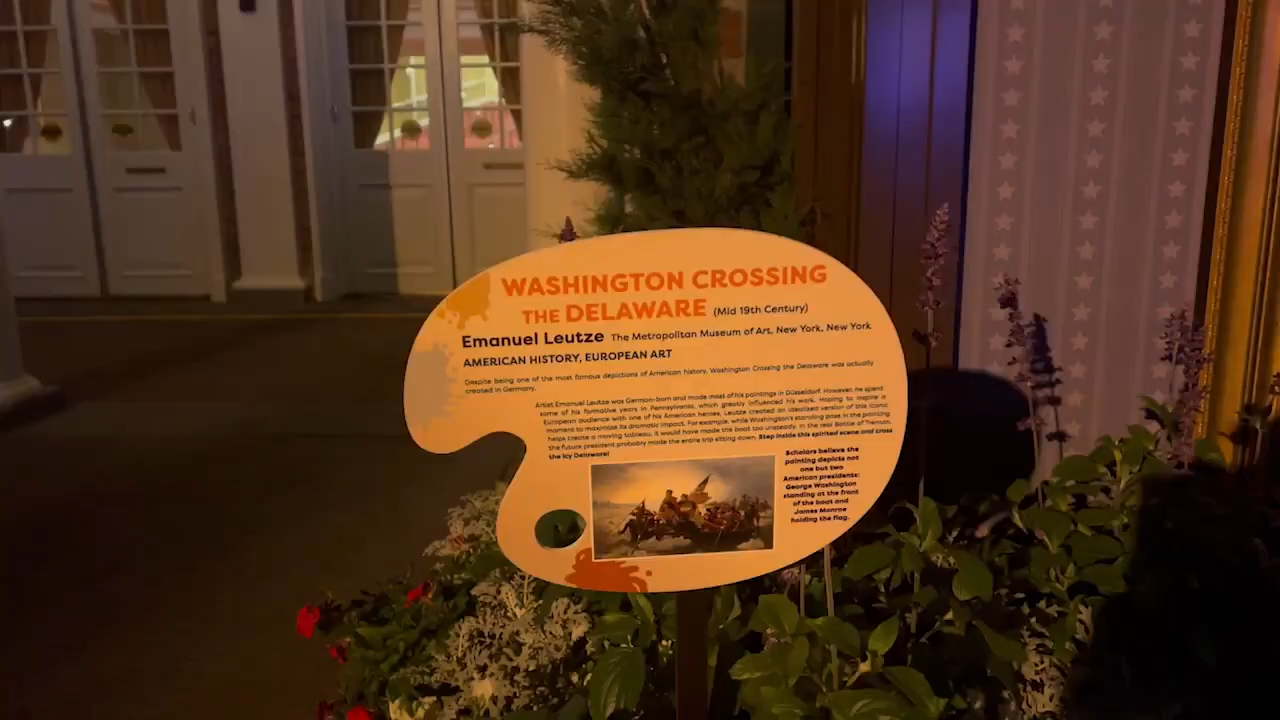 WASHINGTON CROSSING
THE DELAWARE (Mid 19th Century)
Emanuel Leutze The Metropolitan Museum of Art, New York, New York
AMERICAN HISTORY, EUROPEAN ART
Despite being one of the most famous depictions of American history, Washington Crossing the Delaware was actually
created in Germany.
Artist Emanuel Leutze was German-born and made most of his paintings in Düsseldorf. However, he spent
some of his formative years in Pennsylvania, which greatly influenced his work. Hoping to inspire a
European audience with one of his American heroes, Leutze created an idealized version of this iconic
moment to maximize its dramatic impact. For example, while Washington's standing pose in the painting
helps create a moving tableau, it would have made the boat too unsteady. In the real Battle of Trenton,
the future president probably made the entire trip sitting down. Step inside this spirited scene and cross
the icy Delaware!
Scholars believe the
painting depicts not
one but two
American presidents:
George Washington
standing at the front
of the boat and
James Monroe
holding the flag.